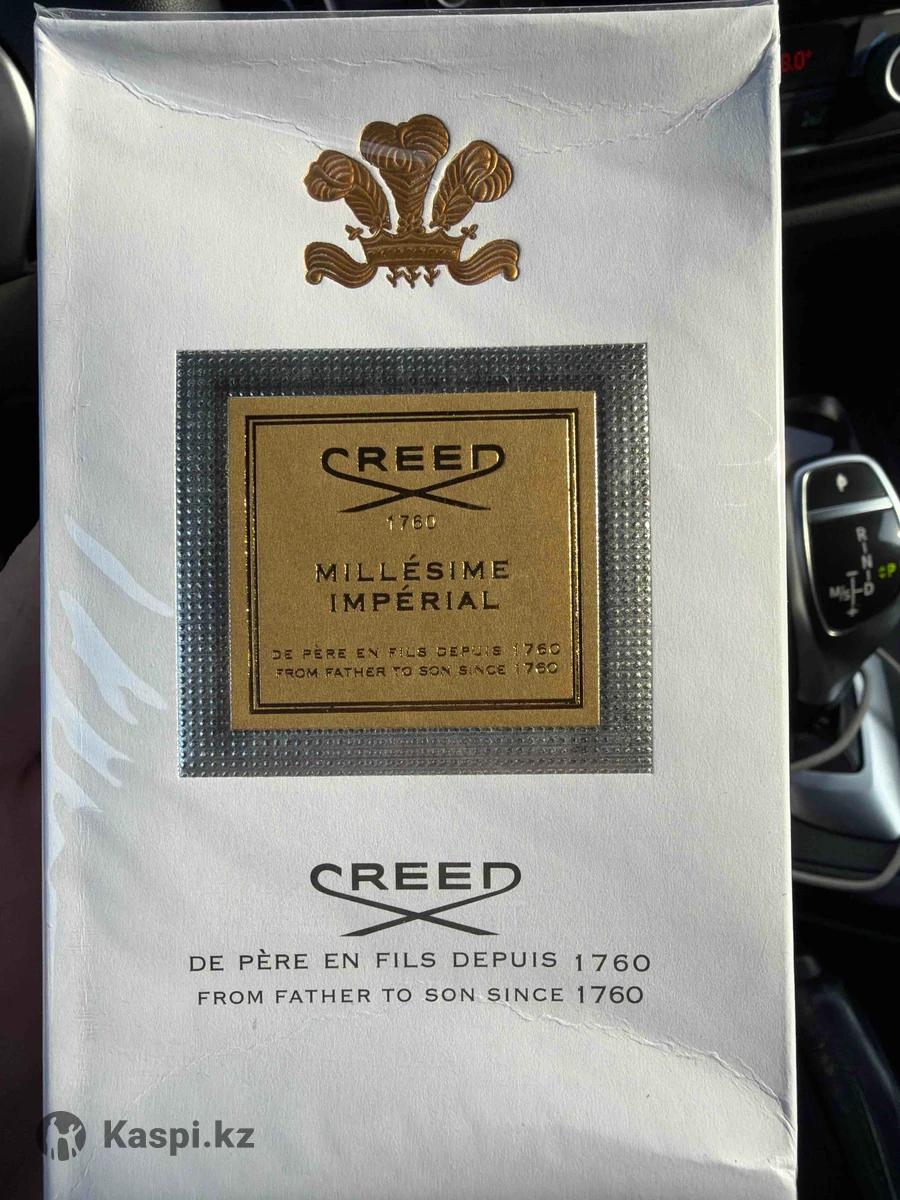 CREED
1760
MILLÉSIME
IMPÉRIAL
DE PÈRE EN FILS DEPUIS 1760
FROM FATHER TO SON SINCE 1760
CREED
DE PÈRE EN FILS DEPUIS 1760
FROM FATHER TO SON SINCE 1760
Kaspi.kz
P
R
N
D
M/S
P